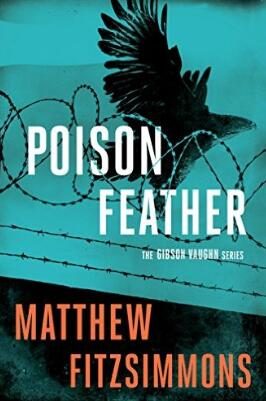 POISON
FEATHER
THE GIBSON VAUGHN SERIES
MATTHEW
FITZSIMMONS